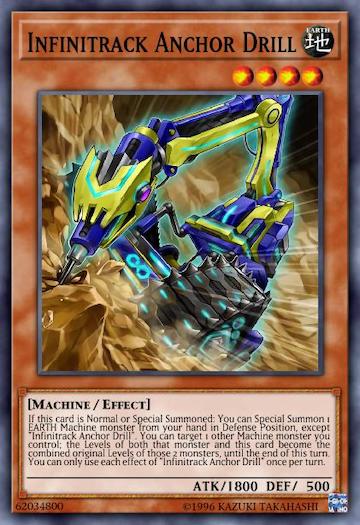 INFINITRACK ANCHOR DRILL
EARTH
地
[MACHINE / EFFECT]
If this card is Normal or Special Summoned: You can Special Summon 1
EARTH Machine monster from your hand in Defense Position, except
"Infinitrack Anchor Drill". You can target 1 other Machine monster you
control; the Levels of both that monster and this card become the
combined original Levels of those 2 monsters, until the end of this turn.
You can only use each effect of "Infinitrack Anchor Drill" once per turn.
ATK/1800 DEF/ 500
62034800
©1996 KAZUKI TAKAHASHI